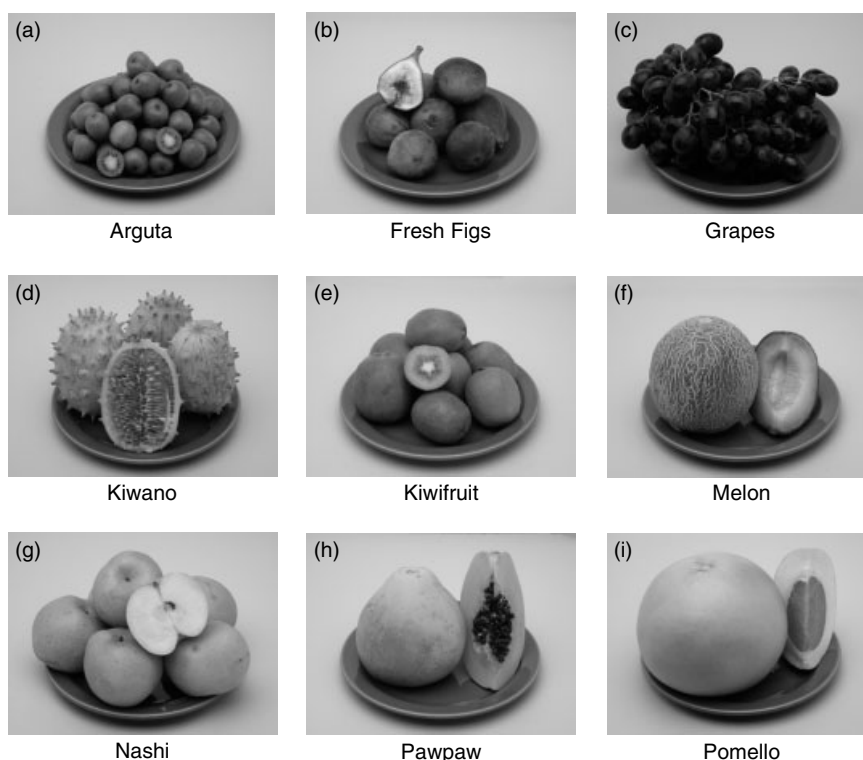 (a)
(b)
(c)
Arguta
Fresh Figs
Grapes
(d)
(e)
(f)
Kiwano
Kiwifruit
Melon
(g)
(h)
(i)
Nashi
Pawpaw
Pomello